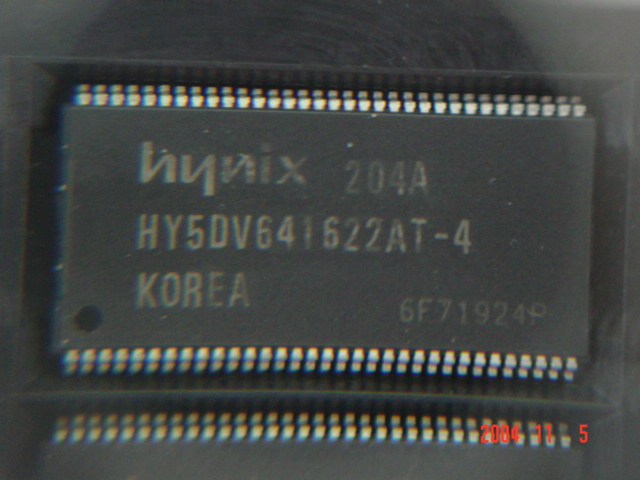 hynix 204A
HY5DV641622AT-4
KOREA
6F71924P
2004 11 5